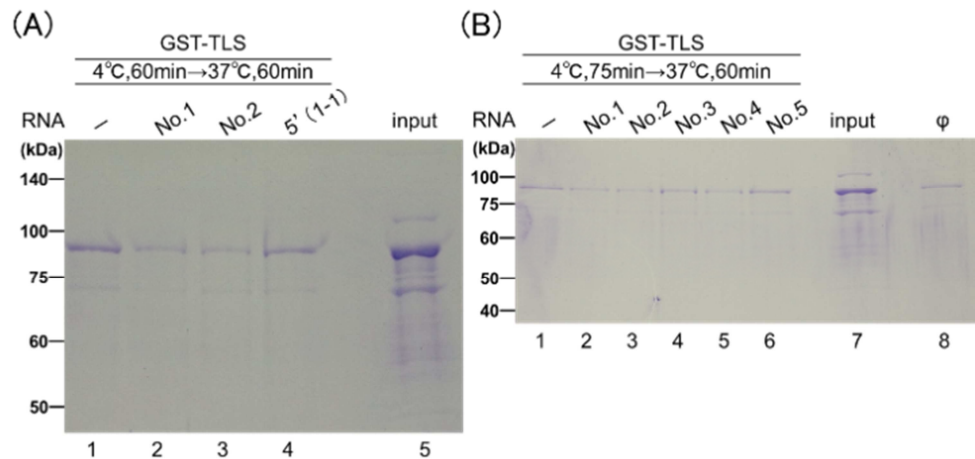 (A)
GST-TLS
4℃,60min→37℃,60min
RNA – No.1 No.2 5' (1-1) input
(kDa)
140
100
75
60
50
1 2 3 4 5
(B)
GST-TLS
4℃,75min→37℃,60min
RNA – No.1 No.2 No.3 No.4 No.5 input φ
(kDa)
100
75
60
50
40
1 2 3 4 5 6 7 8